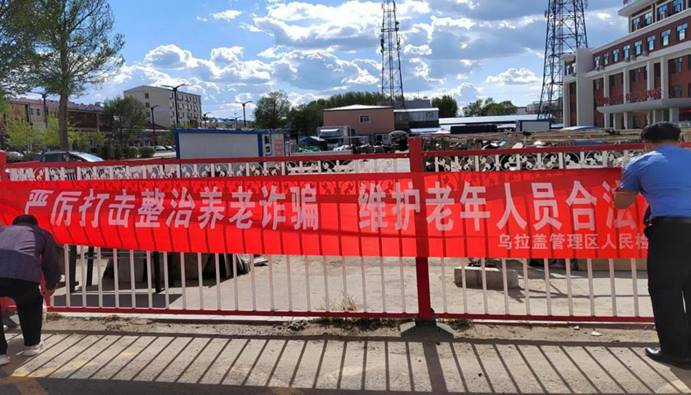 严厉打击整治养老诈骗 维护老年人员合法
乌拉盖管理区人民检